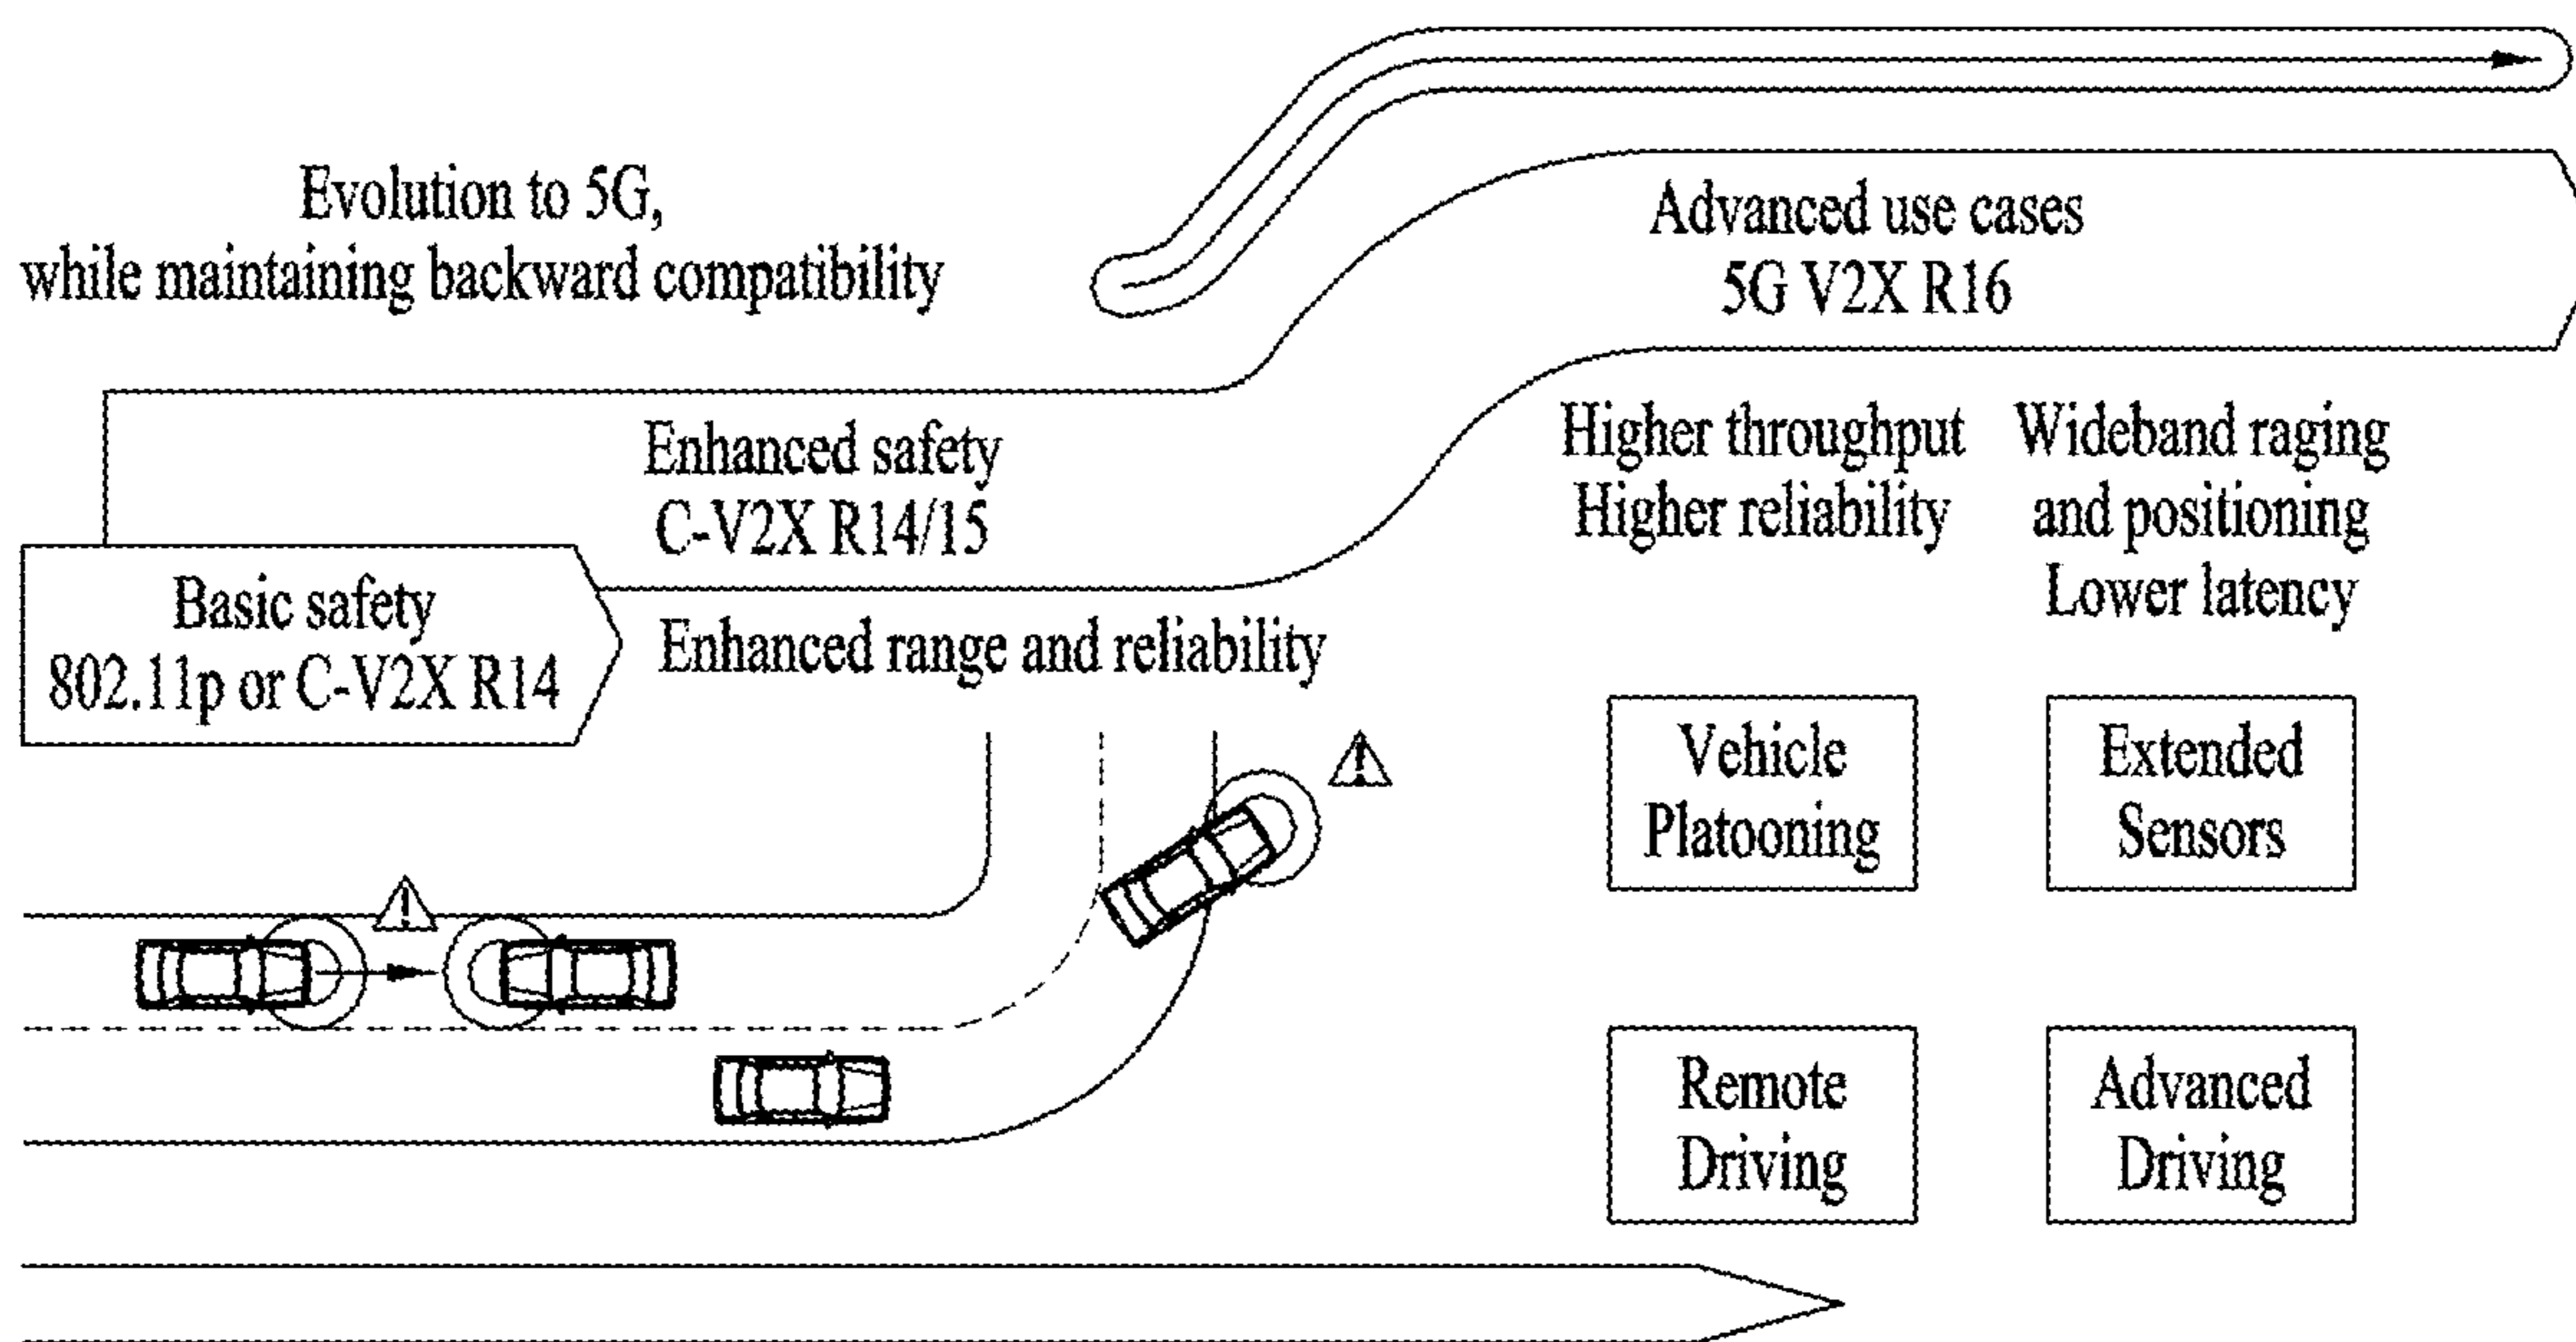 Evolution to 5G,
while maintaining backward compatibility
Advanced use cases
5G V2X R16
Enhanced safety
C-V2X R14/15
Basic safety
802.11p or C-V2X R14
Enhanced range and reliability
Higher throughput
Higher reliability
Wideband raging
and positioning
Lower latency
Vehicle
Platooning
Extended
Sensors
Remote
Driving
Advanced
Driving